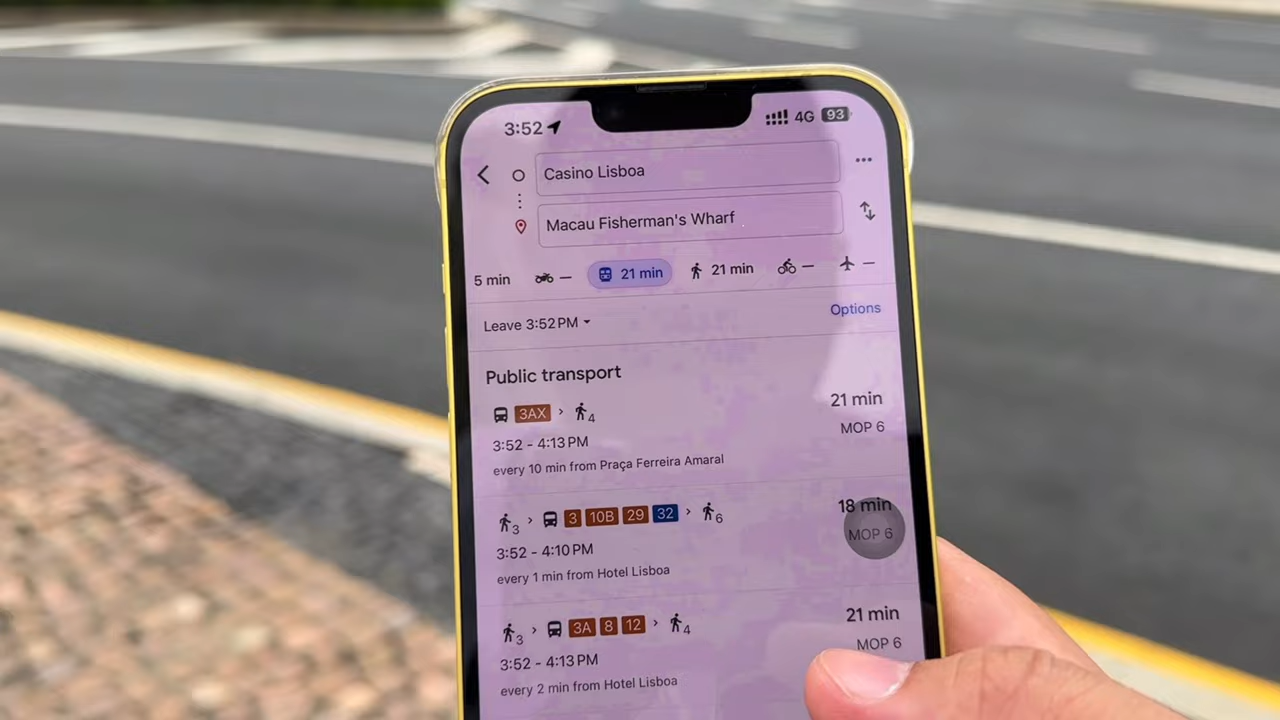 3:52 4G 93
Casino Lisboa
Macau Fisherman's Wharf
5 min — 21 min 21 min — —
Leave 3:52 PM Options
Public transport
3AX 4 21 min
3:52 - 4:13 PM MOP 6
every 10 min from Praça Ferreira Amaral
3 3 10B 29 32 6 18 min
3:52 - 4:10 PM MOP 6
every 1 min from Hotel Lisboa
3 3A 8 12 4 21 min
3:52 - 4:13 PM MOP 6
every 2 min from Hotel Lisboa